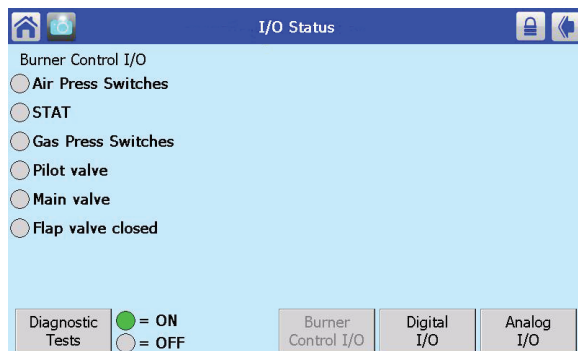 I/O Status
Burner Control I/O
Air Press Switches
STAT
Gas Press Switches
Pilot valve
Main valve
Flap valve closed
Diagnostic
Tests
= ON
= OFF
Burner
Control I/O
Digital
I/O
Analog
I/O